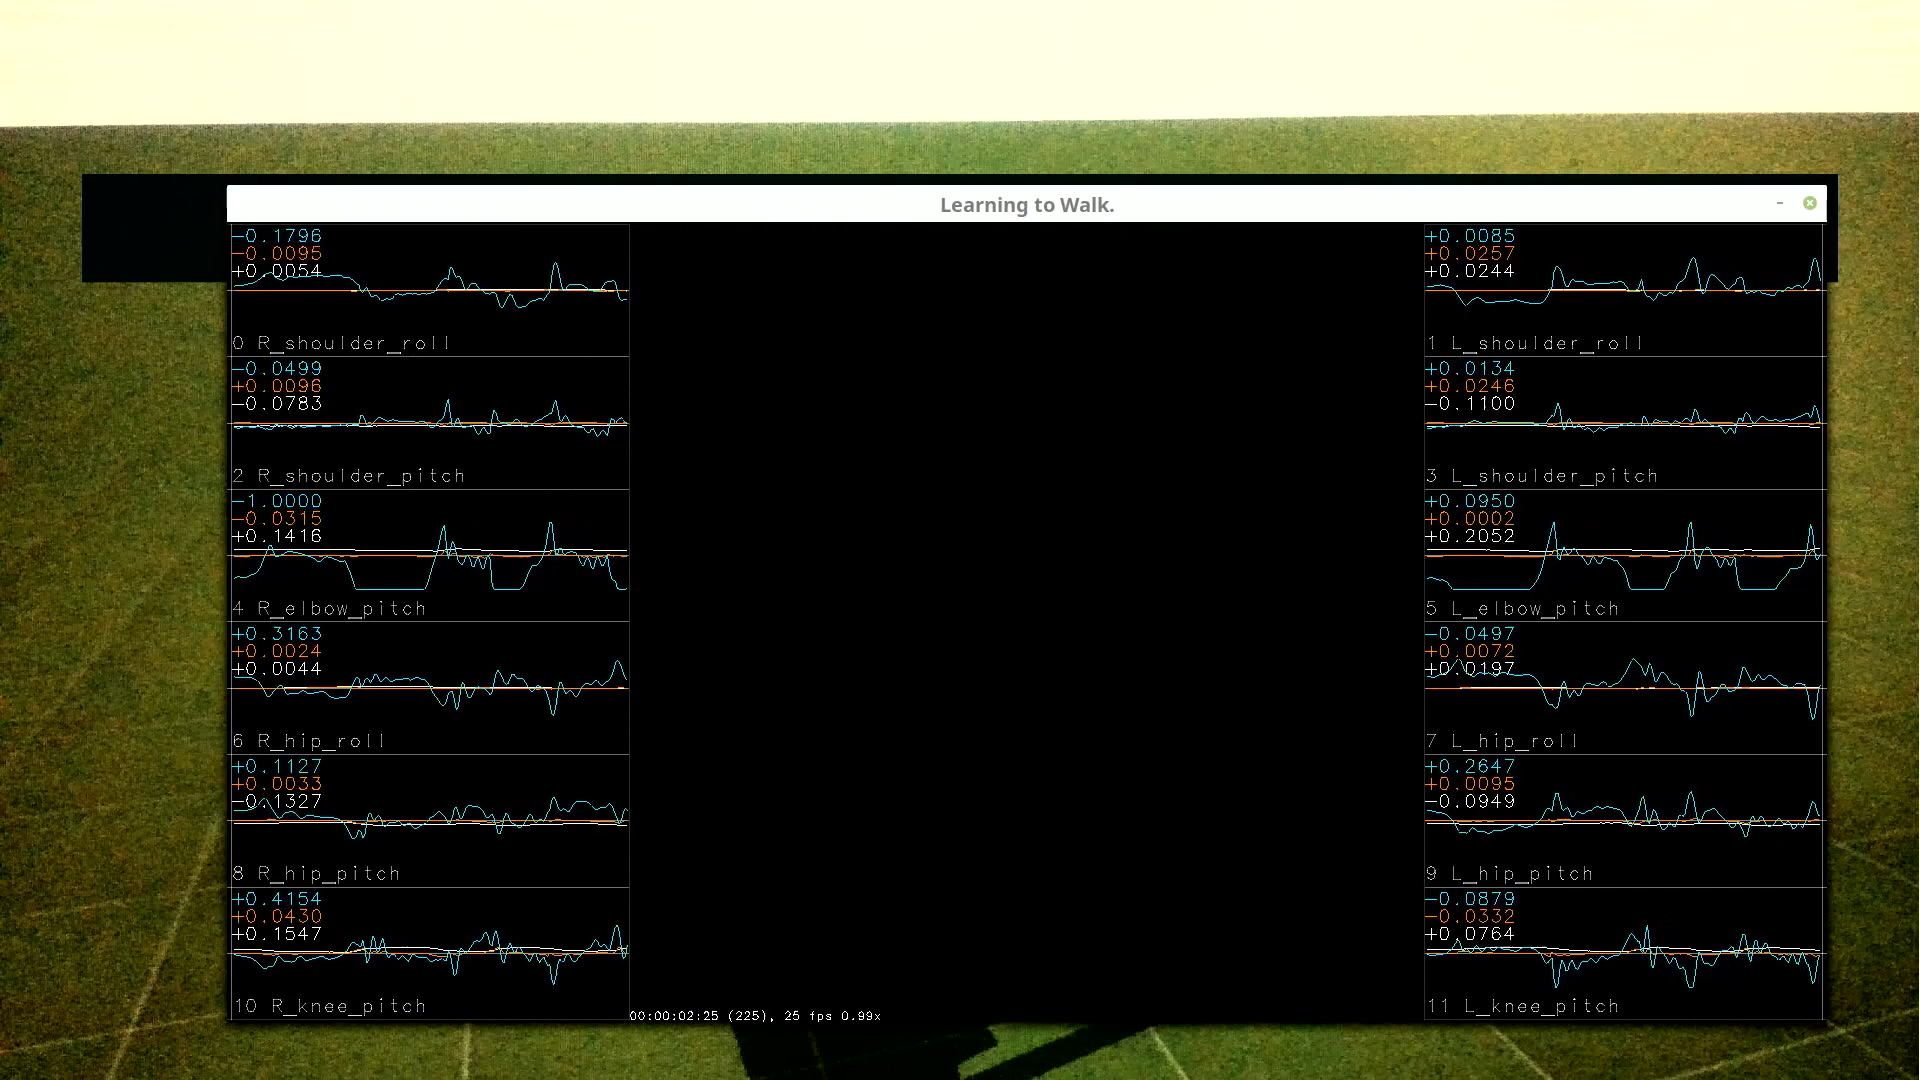 Learning to Walk.
-0.1796
-0.0095
+0.0054
0 R_shoulder_roll
-0.0499
+0.0096
-0.0783
2 R_shoulder_pitch
-1.0000
-0.0315
+0.1416
4 R_elbow_pitch
+0.3163
+0.0024
+0.0044
6 R_hip_roll
+0.1127
+0.0033
-0.1327
8 R_hip_pitch
+0.4154
+0.0430
+0.1547
10 R_knee_pitch
00:00:02:25 (225), 25 fps 0.99x
+0.0085
+0.0257
+0.0244
1 L_shoulder_roll
+0.0134
+0.0246
-0.1100
3 L_shoulder_pitch
+0.0950
+0.0002
+0.2052
5 L_elbow_pitch
-0.0497
+0.0072
+0.0197
7 L_hip_roll
+0.2647
+0.0095
-0.0949
9 L_hip_pitch
-0.0879
-0.0332
+0.0764
11 L_knee_pitch